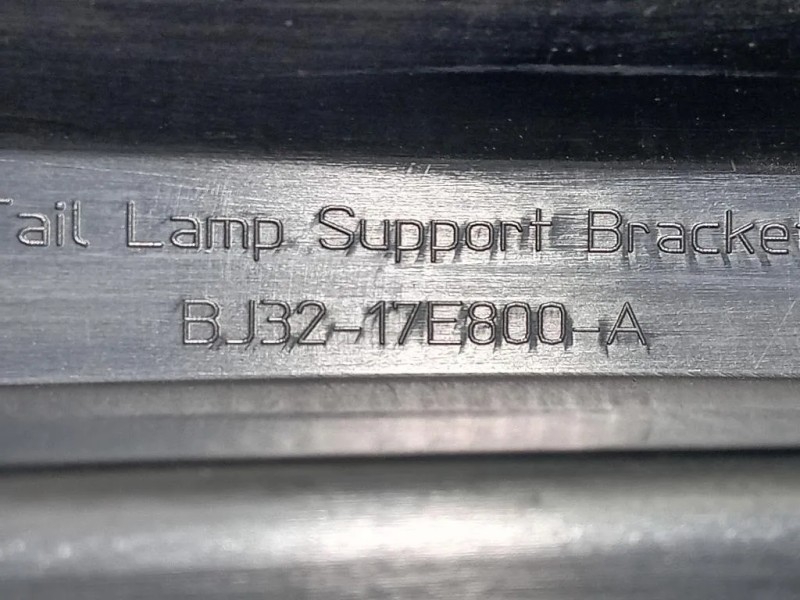 Tail Lamp Support Bracket
BJ32-17E800-A